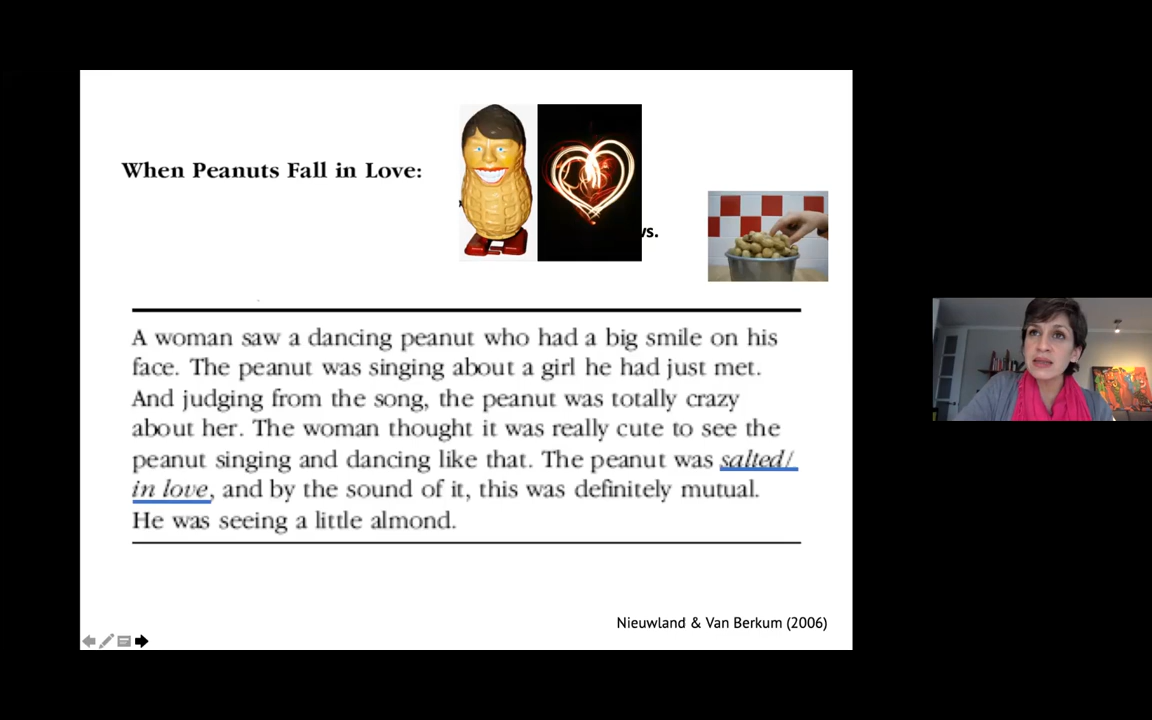 When Peanuts Fall in Love:
vs.
A woman saw a dancing peanut who had a big smile on his
face. The peanut was singing about a girl he had just met.
And judging from the song, the peanut was totally crazy
about her. The woman thought it was really cute to see the
peanut singing and dancing like that. The peanut was salted/
in love, and by the sound of it, this was definitely mutual.
He was seeing a little almond.
Nieuwland & Van Berkum (2006)